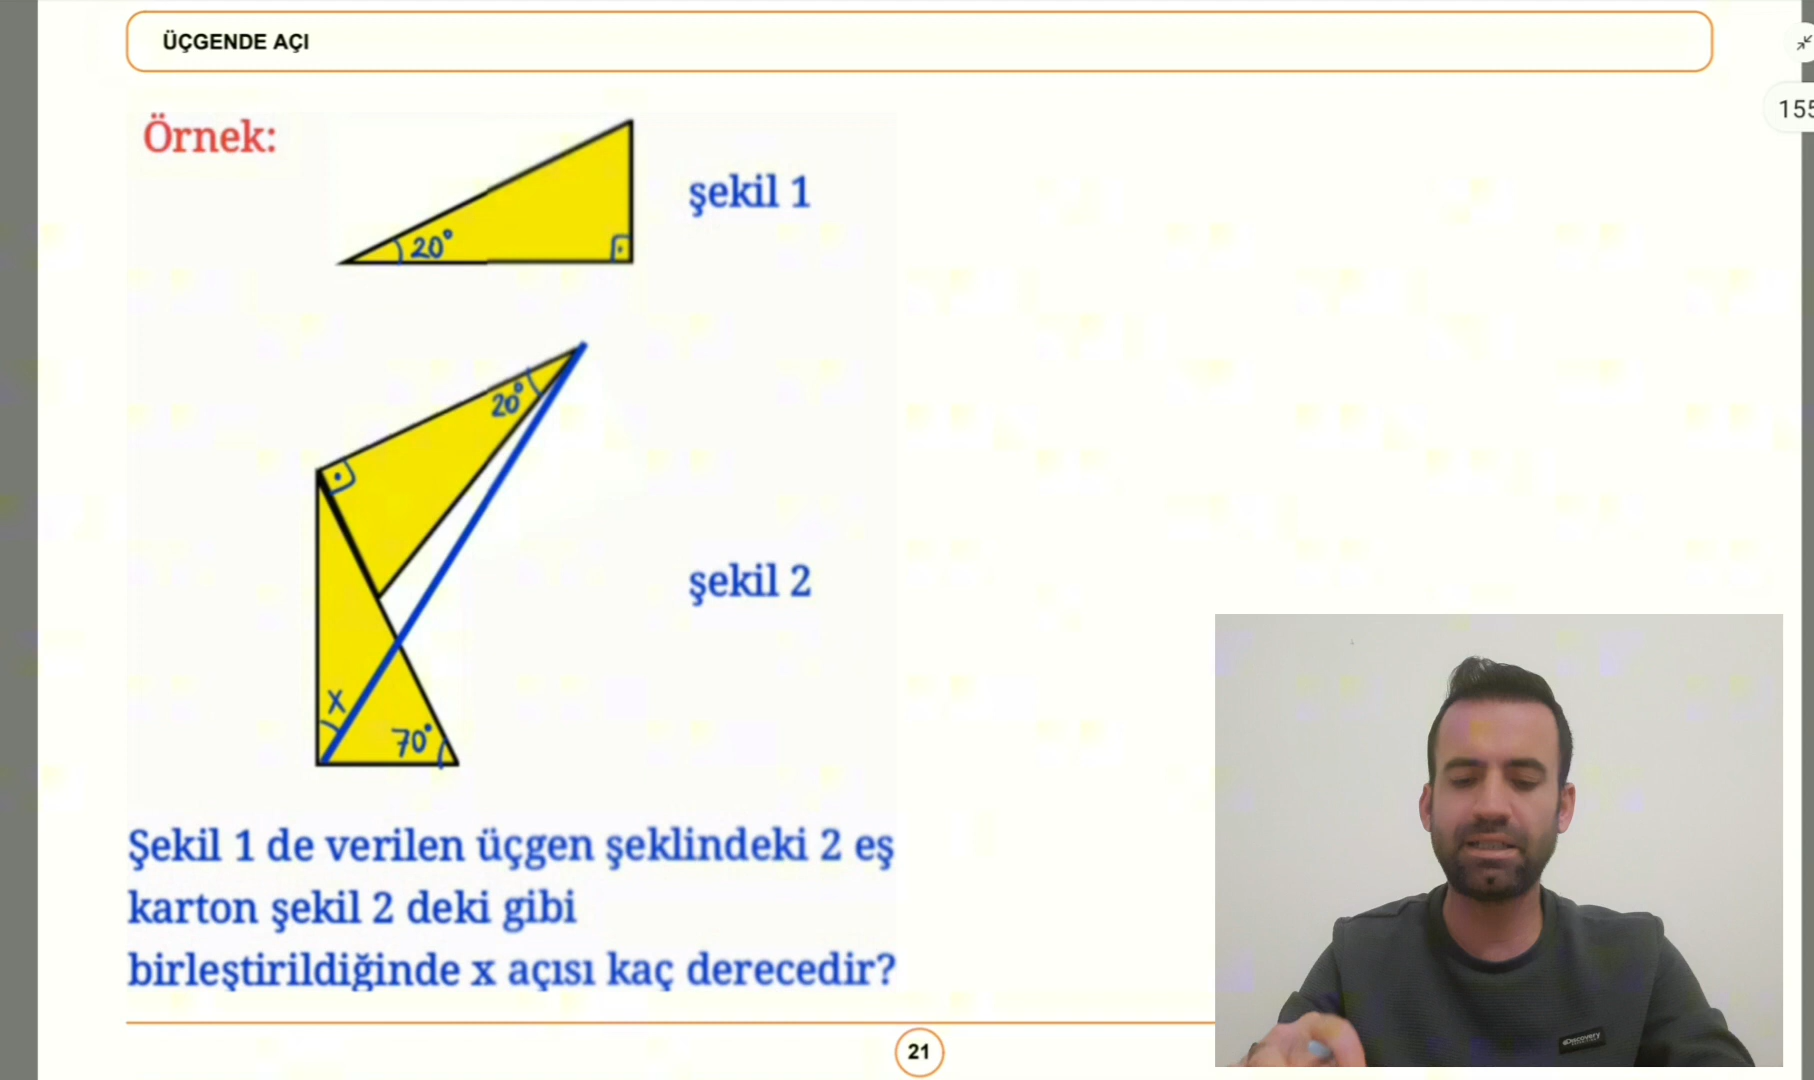 ÜÇGENDE AÇI
155
Örnek:
şekil 1
20°
20°
şekil 2
x
70°
Şekil 1 de verilen üçgen şeklindeki 2 eş
karton şekil 2 deki gibi
birleştirildiğinde x açısı kaç derecedir?
Discovery
21